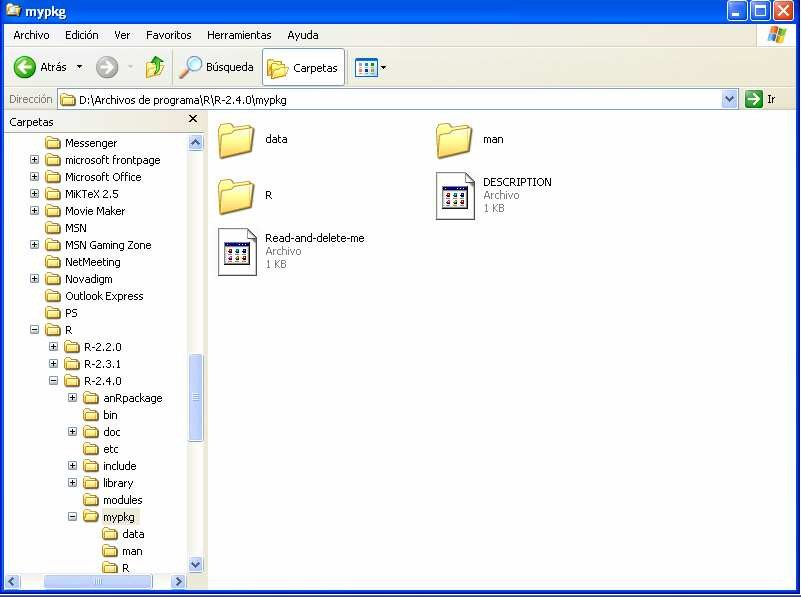 mypkg
Archivo Edición Ver Favoritos Herramientas Ayuda
Atrás Búsqueda Carpetas
Dirección D:\Archivos de programa\R\R-2.4.0\mypkg Ir
Carpetas
Messenger
microsoft frontpage
Microsoft Office
MiKTeX 2.5
Movie Maker
MSN
MSN Gaming Zone
NetMeeting
Novadigm
Outlook Express
PS
R
R-2.2.0
R-2.3.1
R-2.4.0
anRpackage
bin
doc
etc
include
library
modules
mypkg
data
man
R
data
man
R
DESCRIPTION
Archivo
1 KB
Read-and-delete-me
Archivo
1 KB